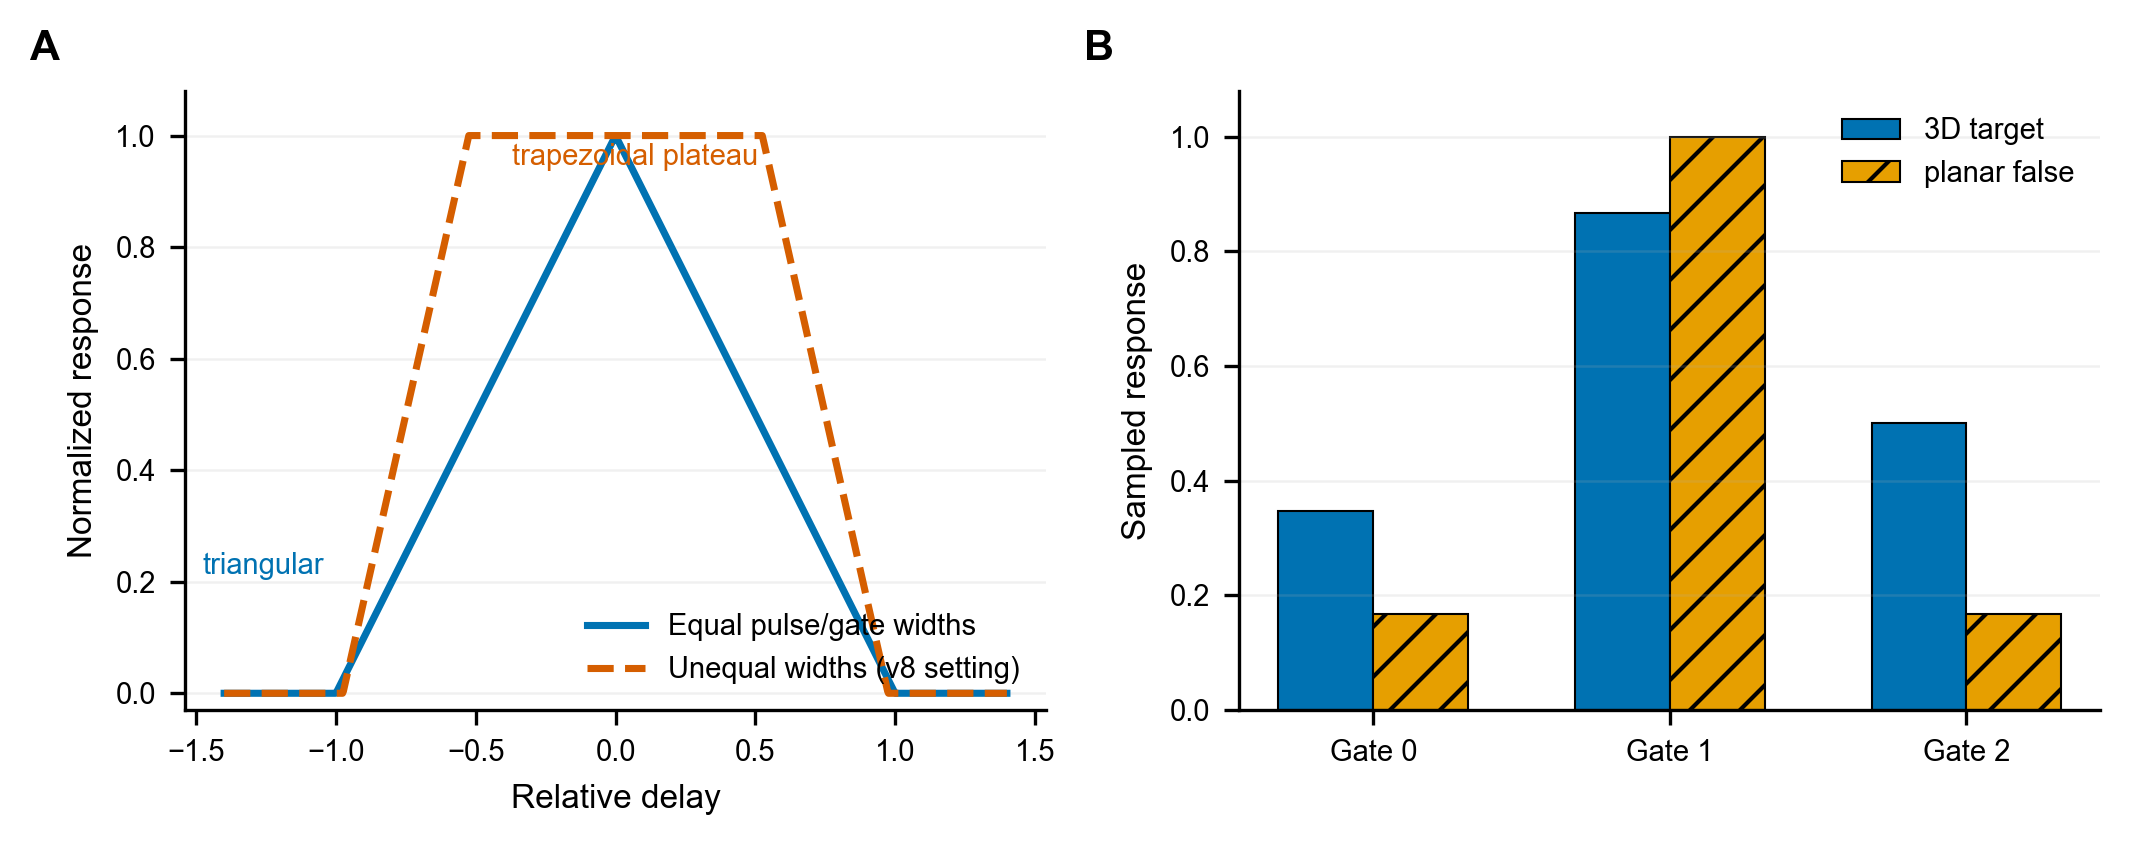 A
Normalized response
1.0
0.8
0.6
0.4
0.2
0.0
trapezoidal plateau
triangular
Equal pulse/gate widths
Unequal widths (v8 setting)
−1.5 −1.0 −0.5 0.0 0.5 1.0 1.5
Relative delay
B
Sampled response
1.0
0.8
0.6
0.4
0.2
0.0
3D target
planar false
Gate 0 Gate 1 Gate 2